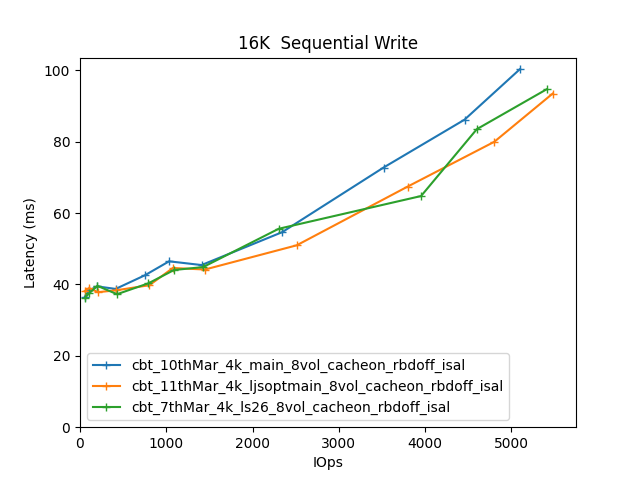 16K  Sequential Write
Latency (ms)
100
80
60
40
20
0
cbt_10thMar_4k_main_8vol_cacheon_rbdoff_isal
cbt_11thMar_4k_ljsoptmain_8vol_cacheon_rbdoff_isal
cbt_7thMar_4k_ls26_8vol_cacheon_rbdoff_isal
0 1000 2000 3000 4000 5000
IOps